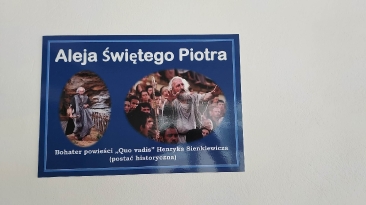 Aleja Świętego Piotra
Bohater powieści „Quo vadis" Henryka Sienkiewicza
(postać historyczna)